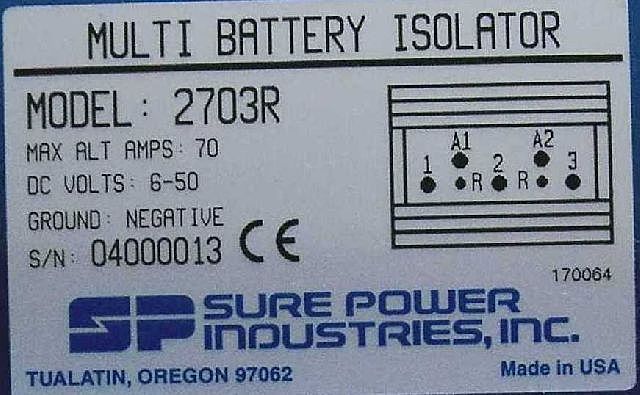 MULTI BATTERY ISOLATOR
MODEL: 2703R
MAX ALT AMPS: 70
DC VOLTS: 6-50
GROUND: NEGATIVE
S/N: 04000013 CE
A1 A2
1 2 3
R R
170064
SP SURE POWER
INDUSTRIES, INC.
TUALATIN, OREGON 97062
Made in USA